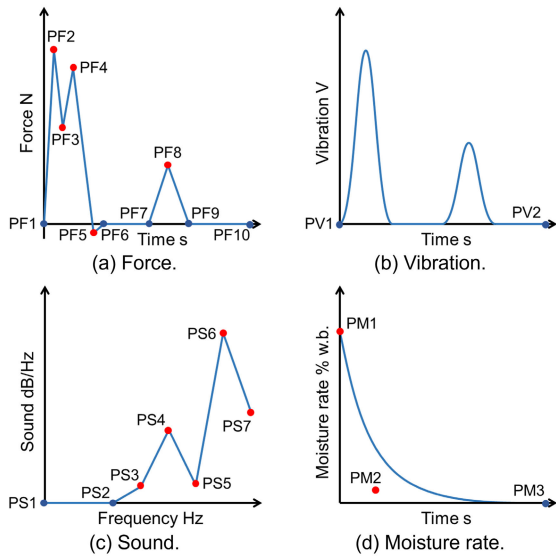 PF2
PF4
Force N
PF3
PF8
PF1
PF7
PF9
PF5
PF6
PF10
Time s
(a) Force.
Vibration V
PV1
PV2
Time s
(b) Vibration.
Sound dB/Hz
PS6
PS4
PS7
PS3
PS5
PS1
PS2
Frequency Hz
(c) Sound.
Moisture rate % w.b.
PM1
PM2
PM3
Time s
(d) Moisture rate.